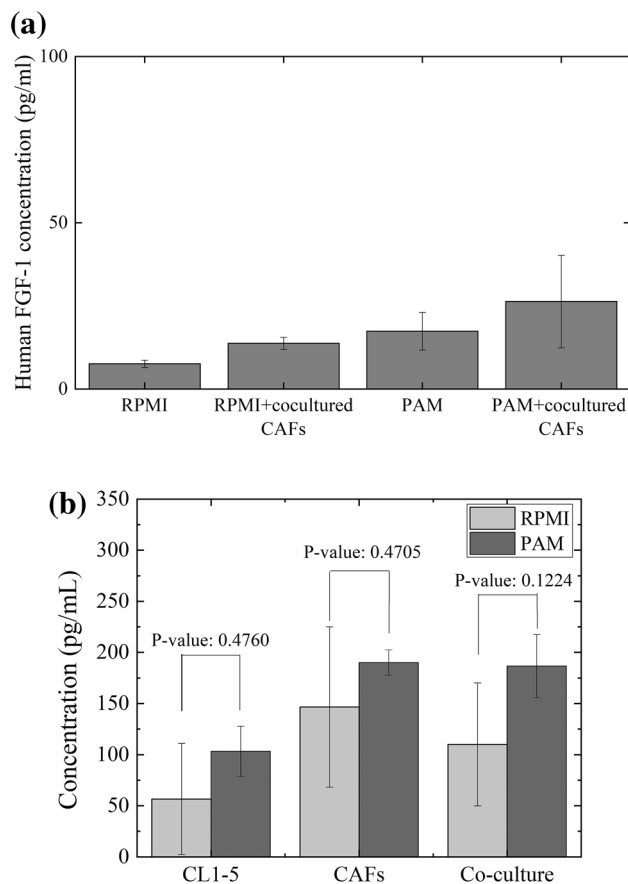 (a)
Human FGF-1 concentration (pg/ml)
100
50
0
RPMI
RPMI+cocultured
CAFs
PAM
PAM+cocultured
CAFs
(b)
Concentration (pg/mL)
350
300
250
200
150
100
50
0
RPMI
PAM
P-value: 0.4760
P-value: 0.4705
P-value: 0.1224
CL1-5
CAFs
Co-culture